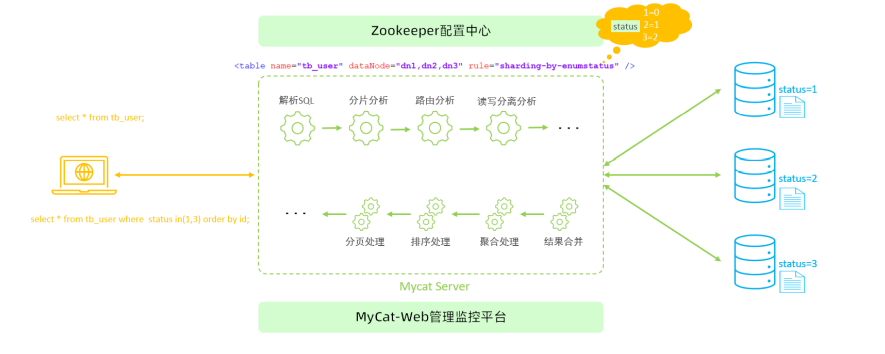 Zookeeper配置中心
status
1=0
2=1
3=2
<table name="tb_user" dataNode="dn1,dn2,dn3" rule="sharding-by-enumstatus" />
解析SQL
分片分析
路由分析
读写分离分析
...
select * from tb_user;
select * from tb_user where status in(1,3) order by id;
...
分页处理
排序处理
聚合处理
结果合并
Mycat Server
MyCat-Web管理监控平台
status=1
status=2
status=3